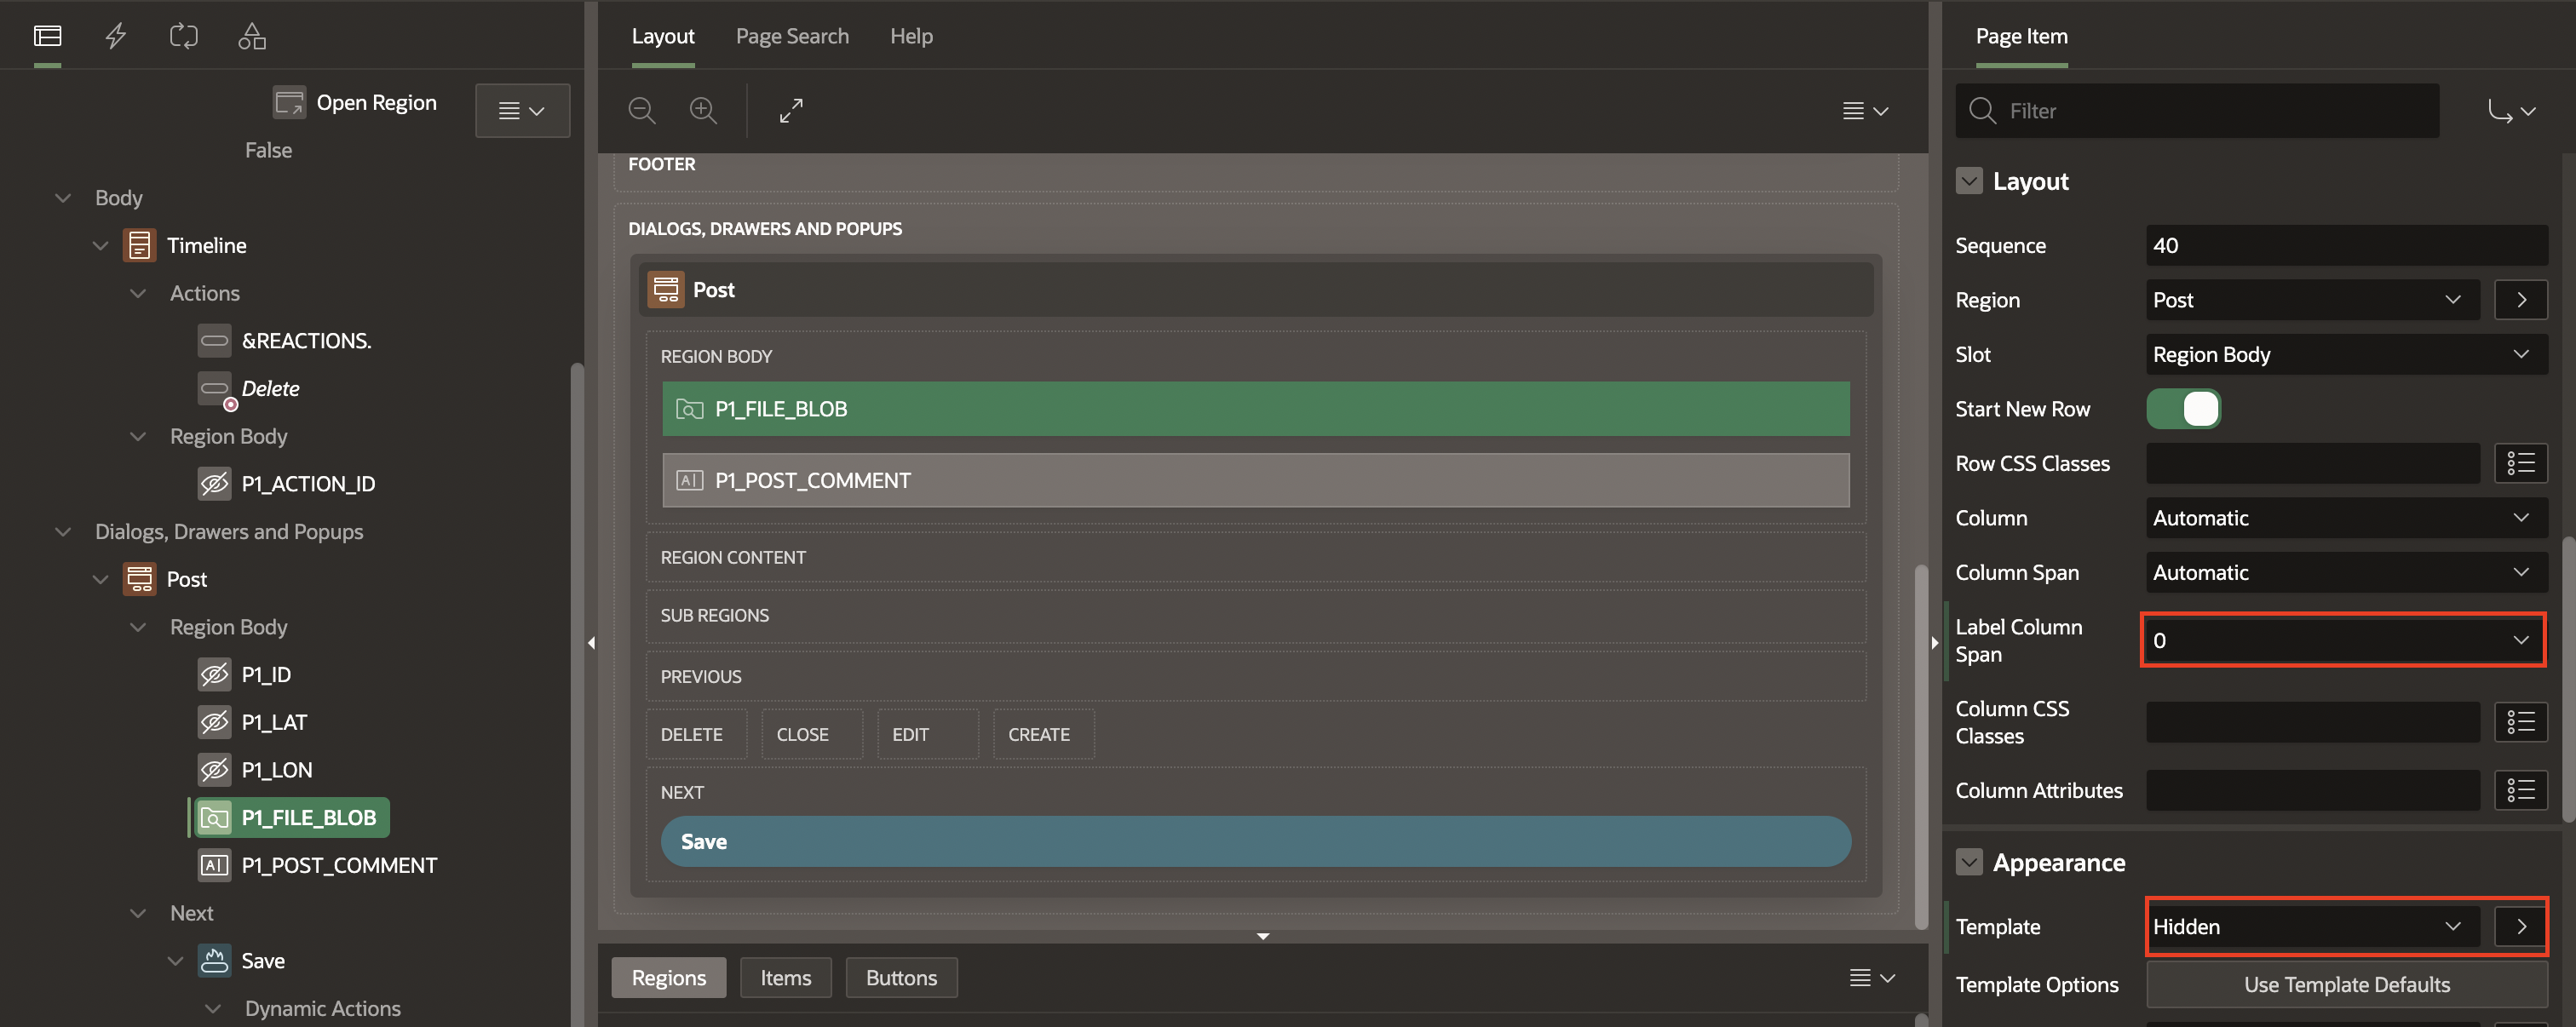 Open Region
False
Body
Timeline
Actions
&REACTIONS.
Delete
Region Body
P1_ACTION_ID
Dialogs, Drawers and Popups
Post
Region Body
P1_ID
P1_LAT
P1_LON
P1_FILE_BLOB
P1_POST_COMMENT
Next
Save
Dynamic Actions
Layout Page Search Help
FOOTER
DIALOGS, DRAWERS AND POPUPS
Post
REGION BODY
P1_FILE_BLOB
AI P1_POST_COMMENT
REGION CONTENT
SUB REGIONS
PREVIOUS
DELETE CLOSE EDIT CREATE
NEXT
Save
Regions Items Buttons
Page Item
Filter
Layout
Sequence 40
Region Post
Slot Region Body
Start New Row
Row CSS Classes
Column Automatic
Column Span Automatic
Label Column
Span 0
Column CSS
Classes
Column Attributes
Appearance
Template Hidden
Template Options Use Template Defaults